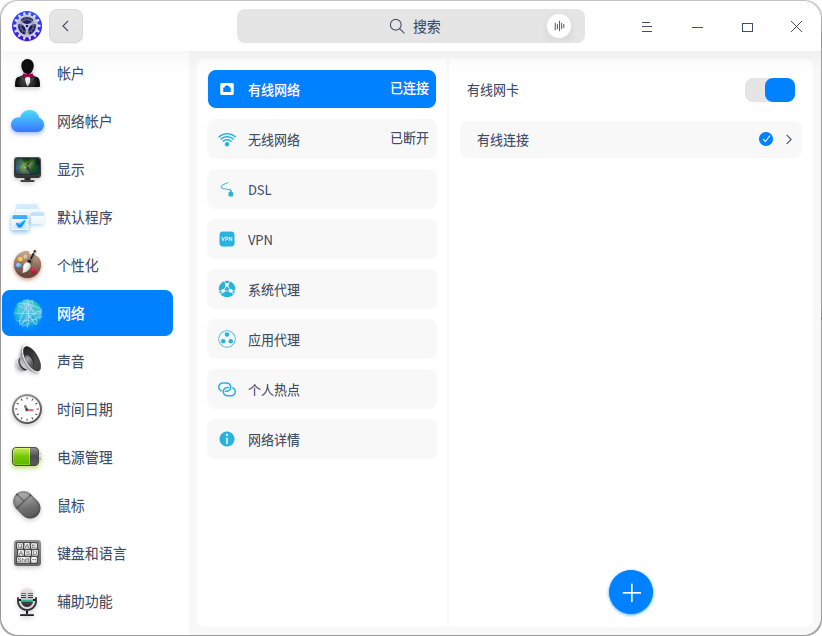 搜索
帐户
网络帐户
显示
默认程序
个性化
网络
声音
时间日期
电源管理
鼠标
键盘和语言
辅助功能
有线网络 已连接
无线网络 已断开
DSL
VPN
VPN
系统代理
应用代理
个人热点
网络详情
有线网卡
有线连接